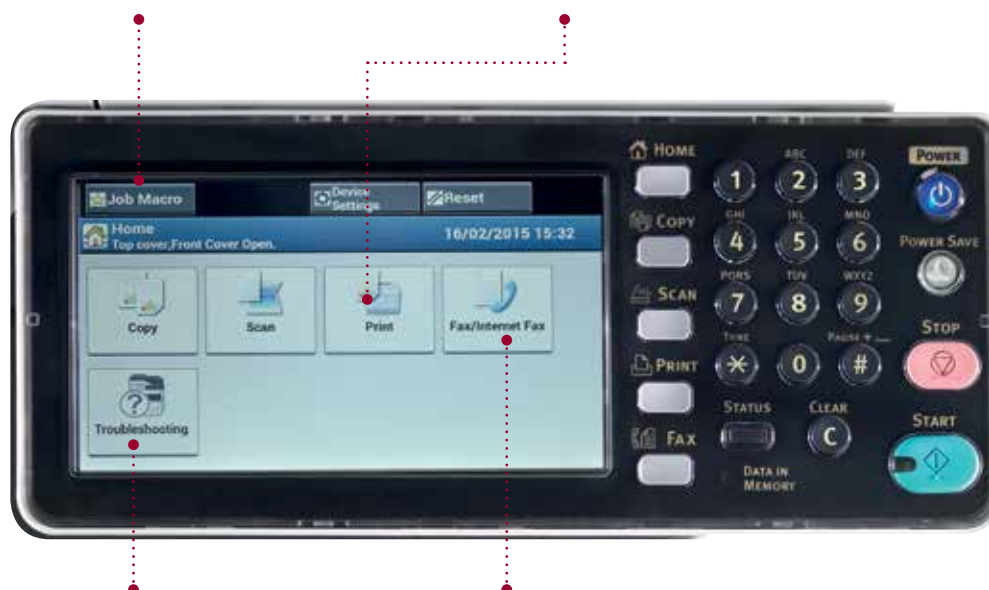 Job Macro
Device
Settings
Reset
Home
Top cover,Front Cover Open.
16/02/2015 15:32
Copy
Scan
Print
Fax/Internet Fax
Troubleshooting
HOME
COPY
SCAN
PRINT
FAX
1
ABC
2
DEF
3
GHI
4
JKL
5
MNO
6
PQRS
7
TUV
8
WXYZ
9
TONE
0
PAUSE
#
STATUS
CLEAR
C
DATA IN
MEMORY
POWER
POWER SAVE
STOP
START